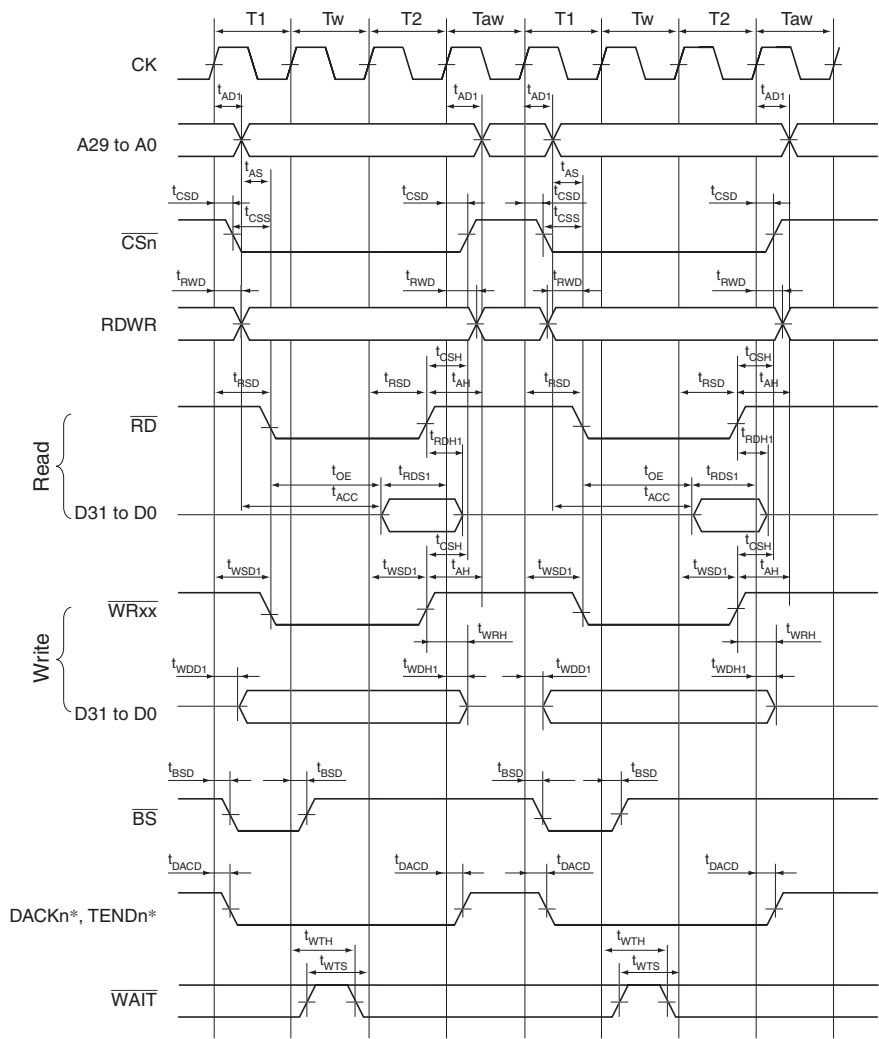 T1 Tw T2 Taw T1 Tw T2 Taw
CK
tAD1 tAD1 tAD1 tAD1
A29 to A0
tAS tAS
tCSD tCSD tCSD tCSD
tCSS tCSS
CSn
tRWD tRWD tRWD tRWD
RDWR
tCSH tCSH
tRSD tRSD tAH tRSD tRSD tAH
RD
tRDH1 tRDH1
Read
tOE tRDS1 tOE tRDS1
tACC tACC
D31 to D0
tCSH tCSH
tWSD1 tWSD1 tAH tWSD1 tWSD1 tAH
WRxx
tWRH tWRH
Write
tWDD1 tWDH1 tWDD1 tWDH1
D31 to D0
tBSD tBSD tBSD tBSD
BS
tDACD tDACD tDACD tDACD
DACKn*, TENDn*
tWTH tWTH
tWTS tWTS
WAIT